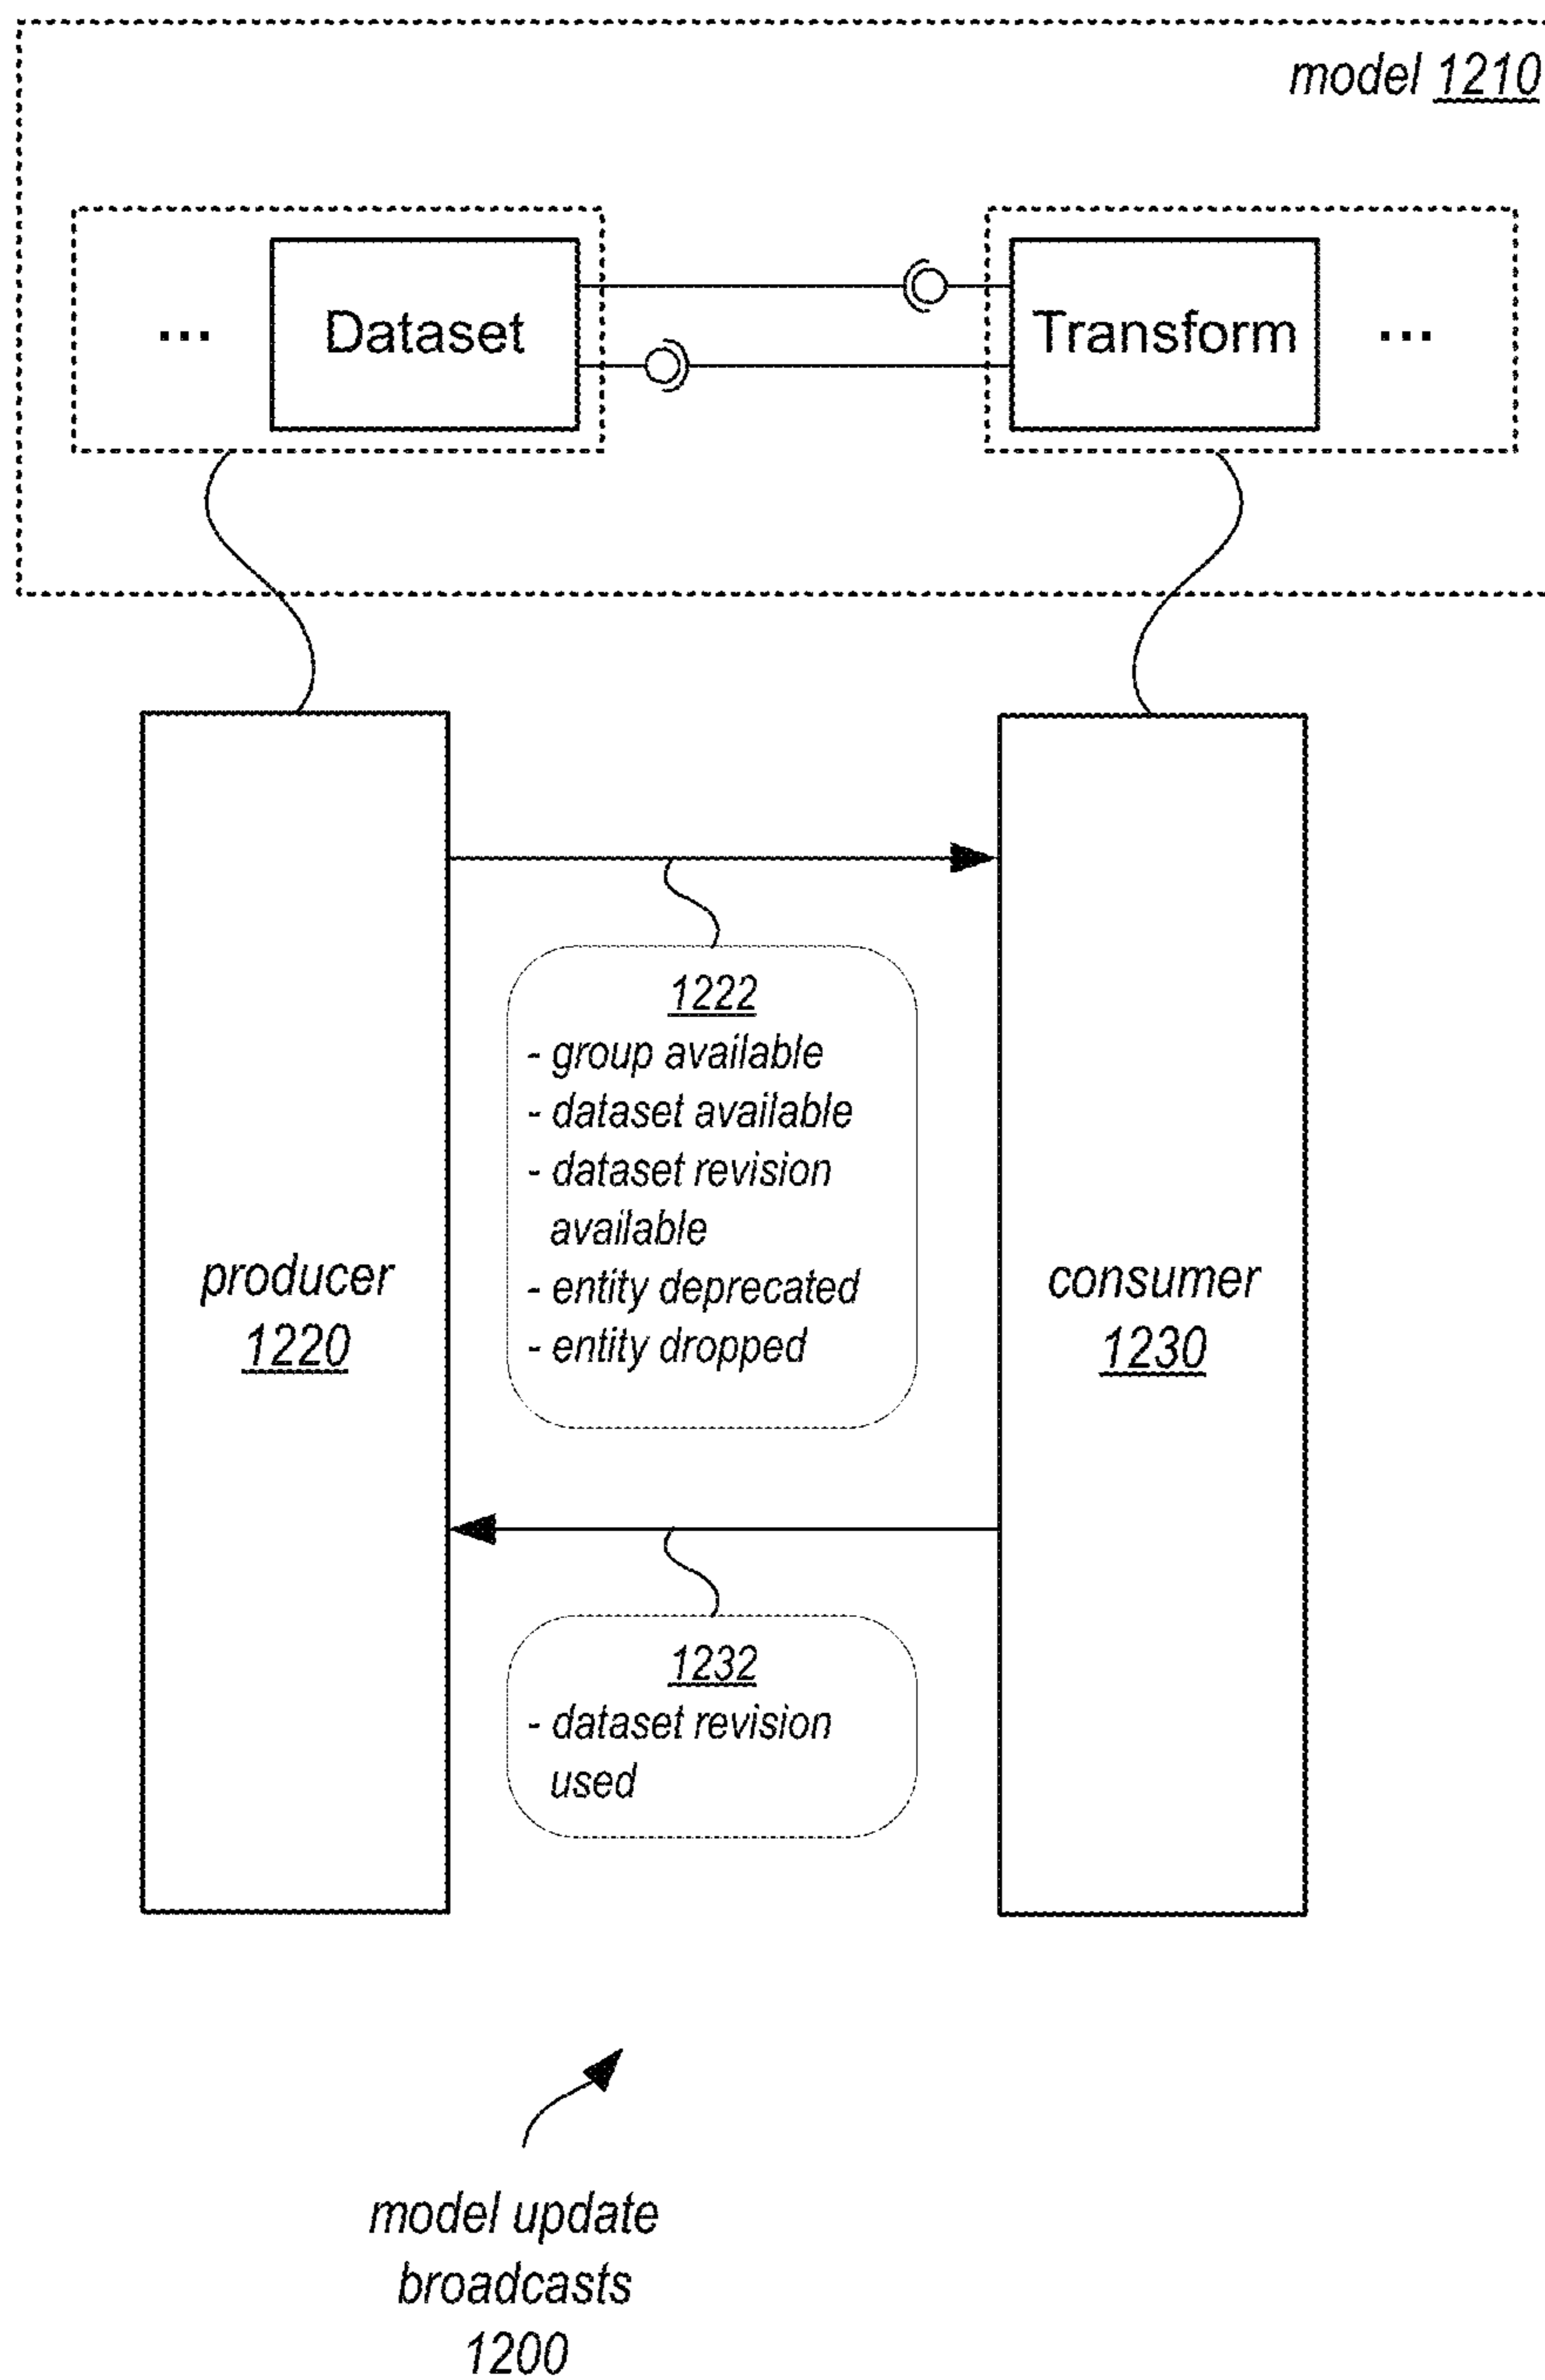 model 1210
... Dataset
Transform ...
1222
- group available
- dataset available
- dataset revision
available
- entity deprecated
- entity dropped
producer
1220
consumer
1230
1232
- dataset revision
used
model update
broadcasts
1200